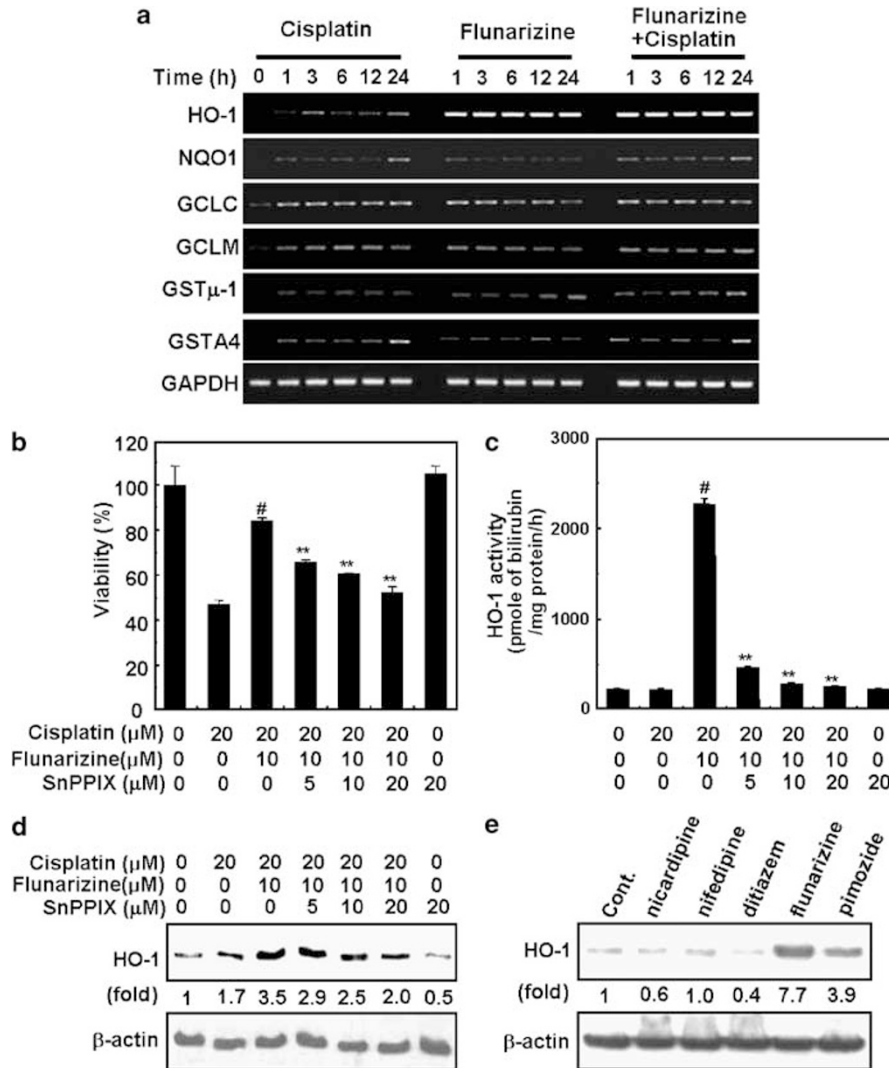 a
Cisplatin Flunarizine Flunarizine +Cisplatin
Time (h) 0 1 3 6 12 24 1 3 6 12 24 1 3 6 12 24
HO-1
NQO1
GCLC
GCLM
GSTμ-1
GSTA4
GAPDH
b
Viability (%)
120
100
80
60
40
20
0
# ** ** **
Cisplatin (μM) 0 20 20 20 20 20 0
Flunarizine(μM) 0 0 10 10 10 10 0
SnPPIX (μM) 0 0 0 5 10 20 20
c
HO-1 activity
(pmole of bilirubin
/mg protein/h)
3000
2000
1000
0
# ** ** **
0 20 20 20 20 20 0
0 0 10 10 10 10 0
0 0 0 5 10 20 20
d
Cisplatin (μM) 0 20 20 20 20 20 0
Flunarizine(μM) 0 0 10 10 10 10 0
SnPPIX (μM) 0 0 0 5 10 20 20
HO-1
(fold) 1 1.7 3.5 2.9 2.5 2.0 0.5
β-actin
e
Cont. nicardipine nifedipine ditiazem flunarizine pimozide
HO-1
(fold) 1 0.6 1.0 0.4 7.7 3.9
β-actin